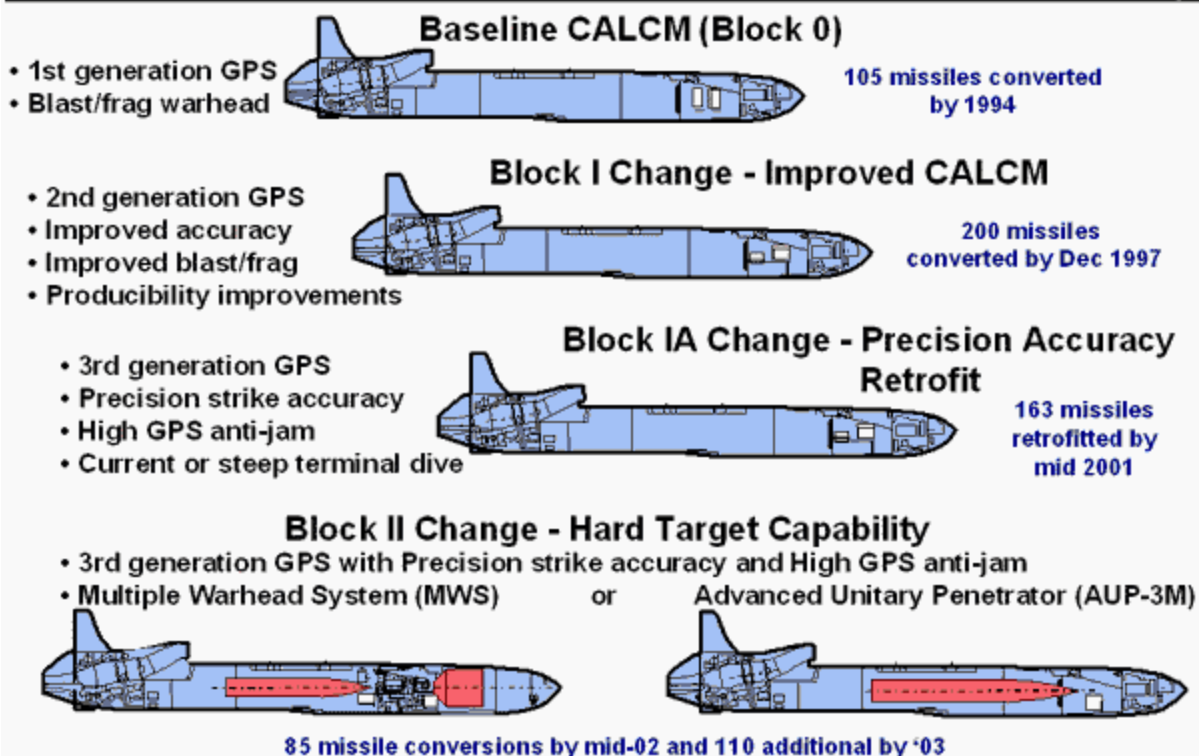 Baseline CALCM (Block 0)
• 1st generation GPS
• Blast/frag warhead
105 missiles converted
by 1994
Block I Change - Improved CALCM
• 2nd generation GPS
• Improved accuracy
• Improved blast/frag
• Producibility improvements
200 missiles
converted by Dec 1997
Block IA Change - Precision Accuracy
Retrofit
• 3rd generation GPS
• Precision strike accuracy
• High GPS anti-jam
• Current or steep terminal dive
163 missiles
retrofitted by
mid 2001
Block II Change - Hard Target Capability
• 3rd generation GPS with Precision strike accuracy and High GPS anti-jam
• Multiple Warhead System (MWS) or Advanced Unitary Penetrator (AUP-3M)
85 missile conversions by mid-02 and 110 additional by ‘03